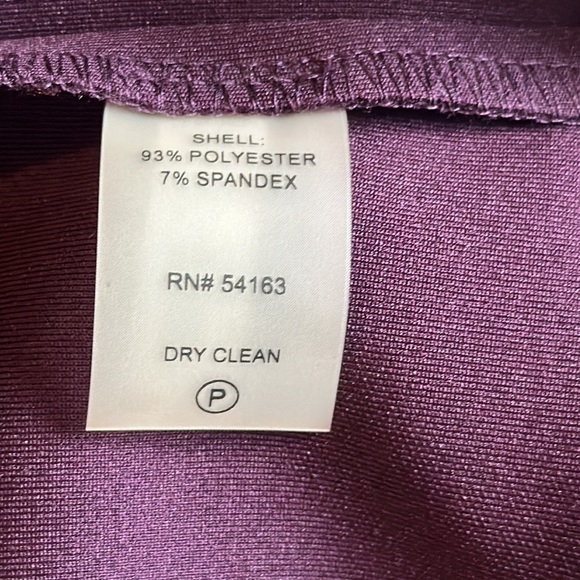 SHELL:
93% POLYESTER
7% SPANDEX
RN# 54163
DRY CLEAN
P